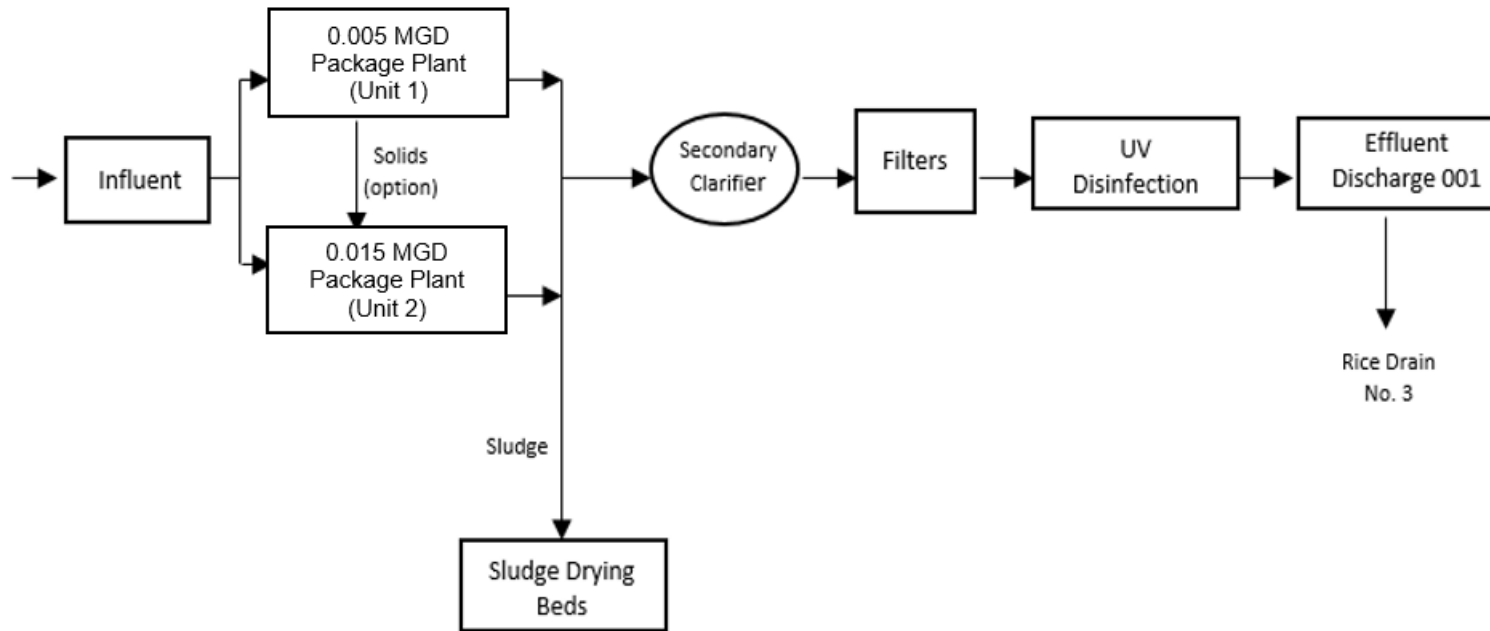 0.005 MGD
Package Plant
(Unit 1)
Influent
Solids
(option)
0.015 MGD
Package Plant
(Unit 2)
Secondary
Clarifier
Filters
UV
Disinfection
Effluent
Discharge 001
Rice Drain
No. 3
Sludge
Sludge Drying
Beds